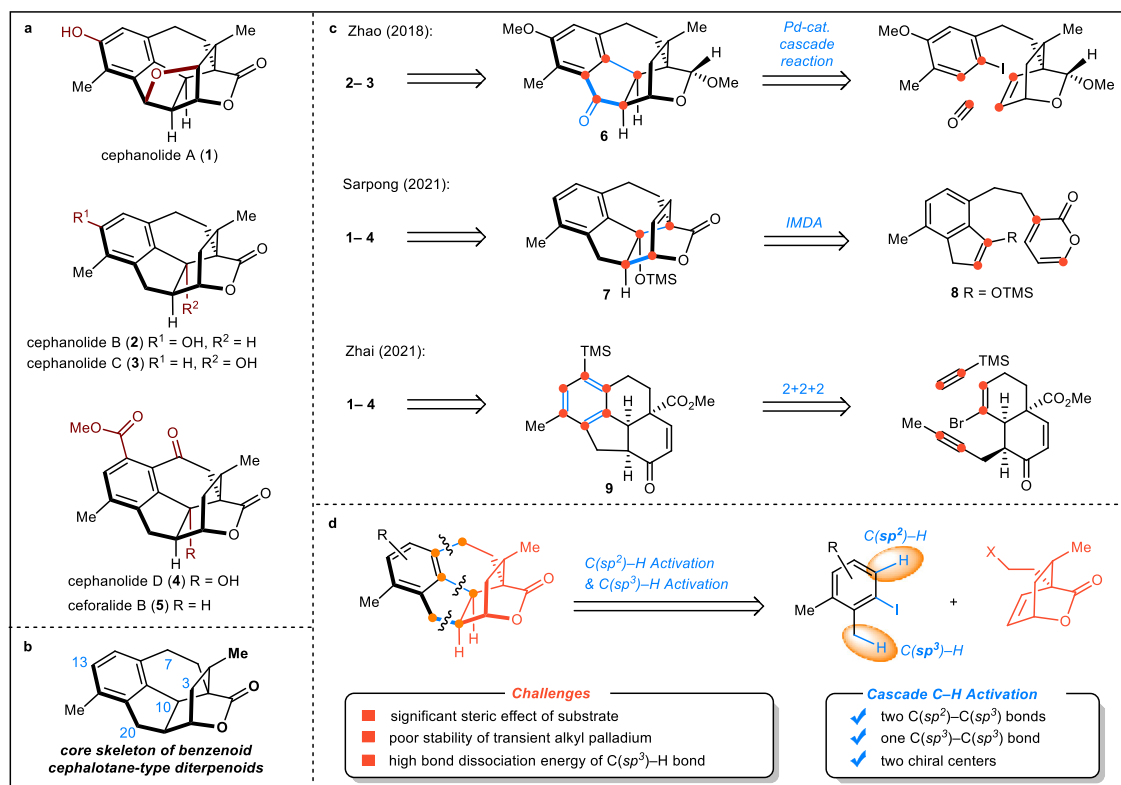 a
HO
Me
Me
O
O
O
H
H
cephanolide A (1)
R1
Me
Me
O
O
H
R2
cephanolide B (2) R1 = OH, R2 = H
cephanolide C (3) R1 = H, R2 = OH
MeO
O
O
Me
Me
O
O
H
R
cephanolide D (4) R = OH
ceforalide B (5) R = H
b
13
7
Me
3
O
10
Me
O
20
core skeleton of benzenoid
cephalotane-type diterpenoids
c
Zhao (2018):
2– 3
MeO
Me
Me
H
OMe
O
O
H
H
6
Pd-cat.
cascade
reaction
MeO
Me
Me
I
H
OMe
O
O
Sarpong (2021):
1– 4
Me
O
O
OTMS
H
7
IMDA
Me
R
O
O
8 R = OTMS
Zhai (2021):
1– 4
TMS
H
CO2Me
Me
H
O
9
2+2+2
TMS
Br
H
CO2Me
Me
H
O
d
R
Me
Me
O
O
H
H
C(sp2)–H Activation
& C(sp3)–H Activation
C(sp2)–H
R
H
I
Me
H
C(sp3)–H
+
X
Me
O
O
Challenges
significant steric effect of substrate
poor stability of transient alkyl palladium
high bond dissociation energy of C(sp3)–H bond
Cascade C–H Activation
two C(sp2)–C(sp3) bonds
one C(sp3)–C(sp3) bond
two chiral centers